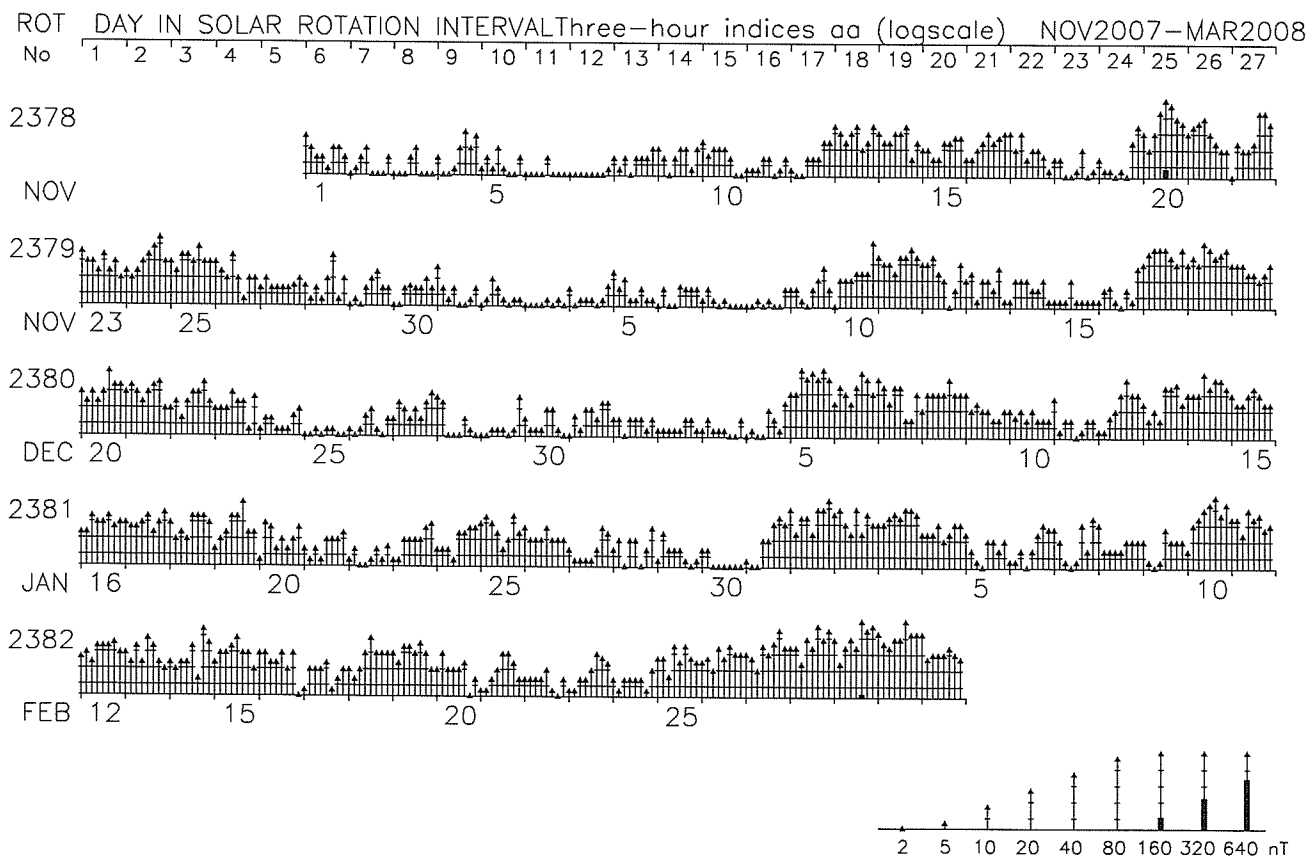 ROT DAY IN SOLAR ROTATION INTERVALThree-hour indices aa (logscale) NOV2007-MAR2008
No 1 2 3 4 5 6 7 8 9 10 11 12 13 14 15 16 17 18 19 20 21 22 23 24 25 26 27
2378
NOV 1 5 10 15 20
2379
NOV 23 25 30 5 10 15
2380
DEC 20 25 30 5 10 15
2381
JAN 16 20 25 30 5 10
2382
FEB 12 15 20 25
2 5 10 20 40 80 160 320 640 nT